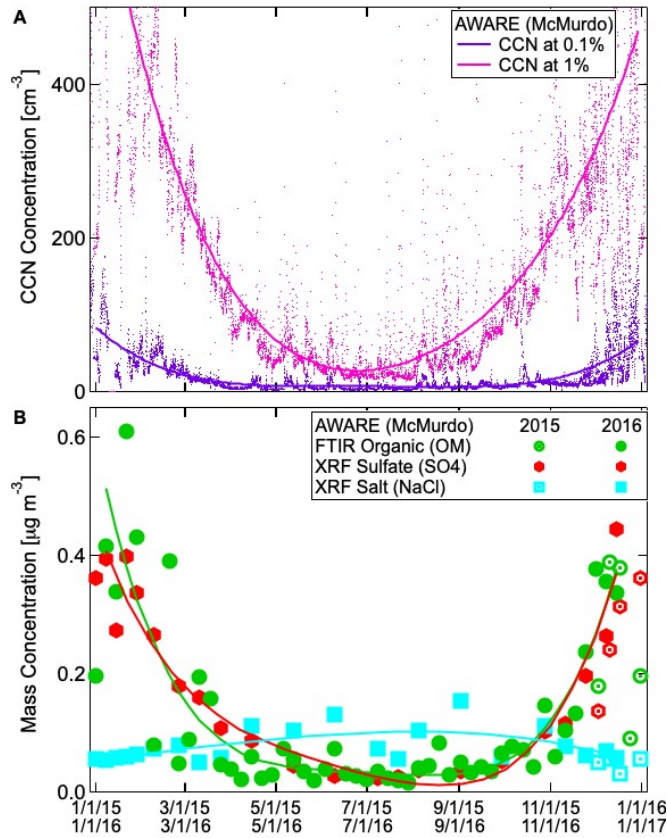 A
AWARE (McMurdo)
CCN at 0.1%
CCN at 1%
CCN Concentration [cm⁻³]
400
200
0
B
AWARE (McMurdo) 2015 2016
FTIR Organic (OM)
XRF Sulfate (SO4)
XRF Salt (NaCl)
Mass Concentration [µg m⁻³]
0.6
0.4
0.2
0.0
1/1/15 3/1/15 5/1/15 7/1/15 9/1/15 11/1/15 1/1/16
1/1/16 3/1/16 5/1/16 7/1/16 9/1/16 11/1/16 1/1/17